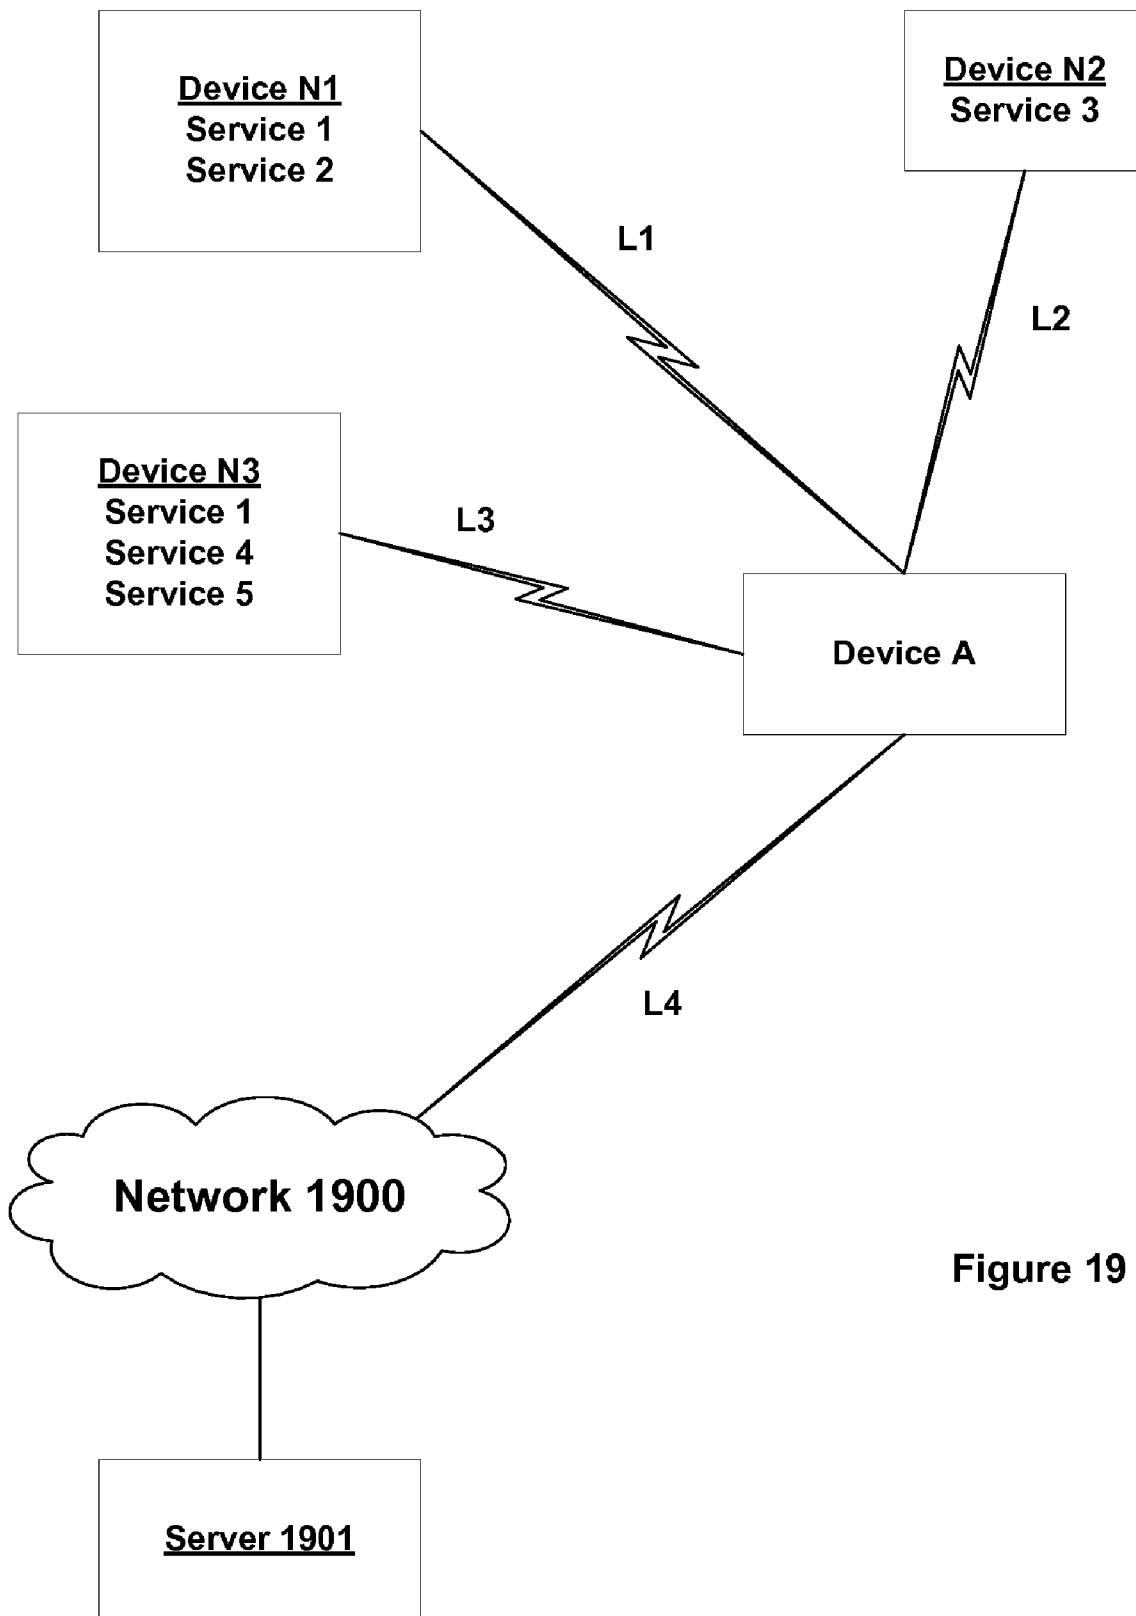 Device N1
Service 1
Service 2
Device N2
Service 3
L1
L2
Device N3
Service 1
Service 4
Service 5
L3
Device A
L4
Network 1900
Figure 19
Server 1901